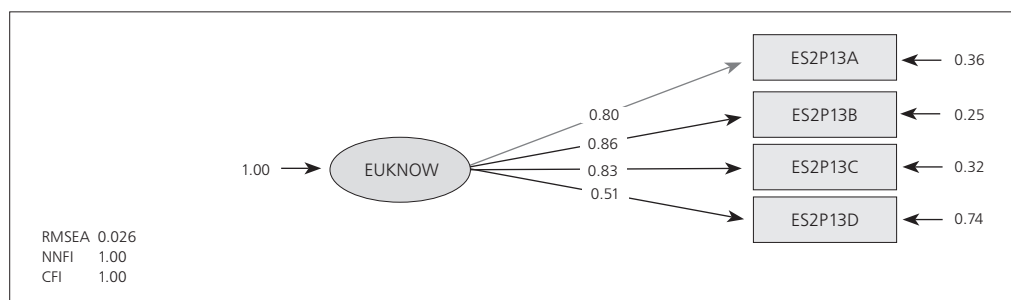 ES2P13A
0.36
0.80
ES2P13B
0.25
0.86
1.00
EUKNOW
0.83
ES2P13C
0.32
0.51
ES2P13D
0.74
RMSEA 0.026
NNFI 1.00
CFI 1.00